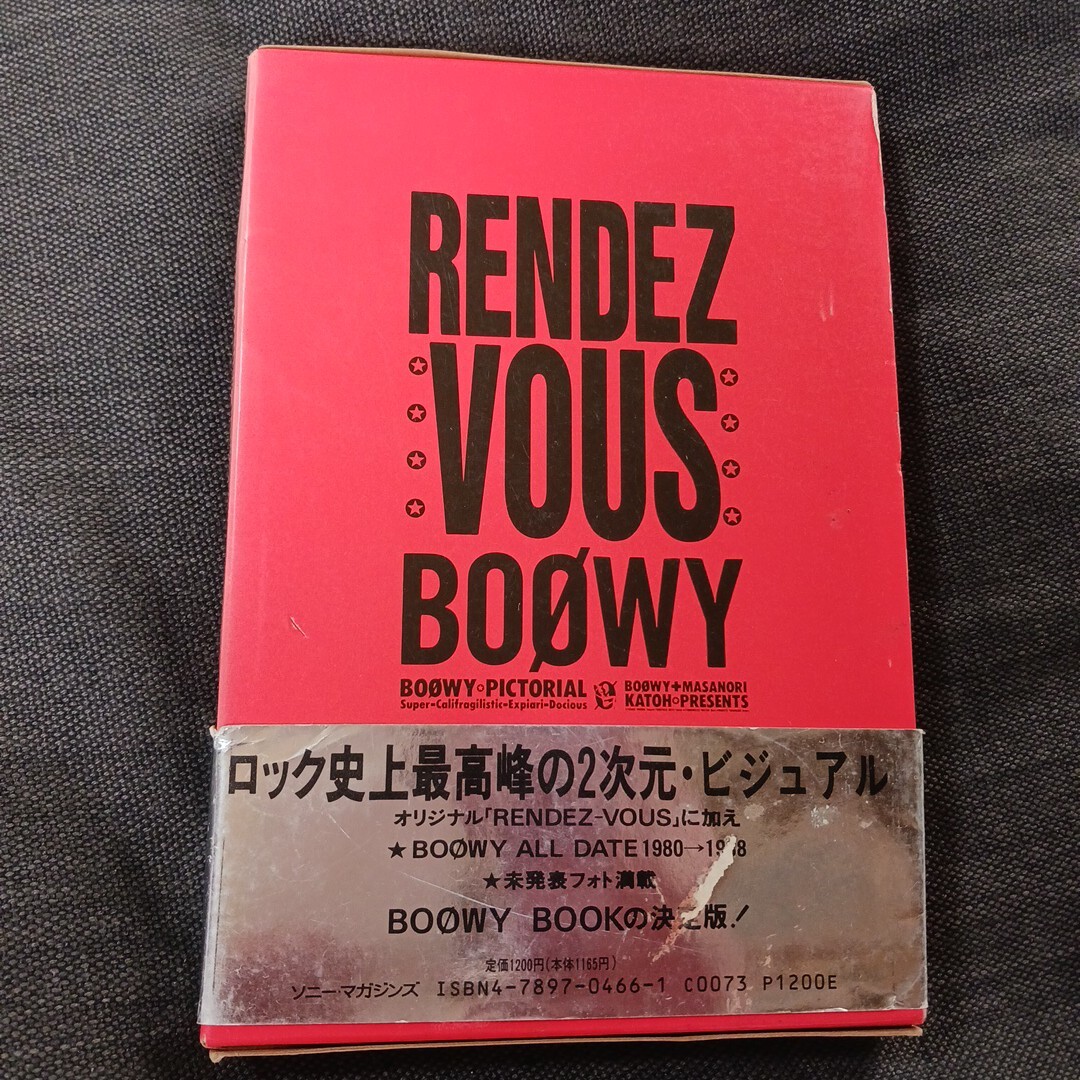 RENDEZ
VOUS
BOØWY
BOØWY◦PICTORIAL
Super-Califragilistic-Expiari-Docious
BOØWY+MASANORI
KATOH◦PRESENTS
ロック史上最高峰の2次元・ビジュアル
オリジナル「RENDEZ-VOUS」に加え
★BOØWY ALL DATE 1980→19 8
★未発表フォト満載
BOØWY BOOKの決 版!
定価1200円(本体1165円)
ソニー・マガジンズ ISBN4-7897-0466-1 C0073 P1200E